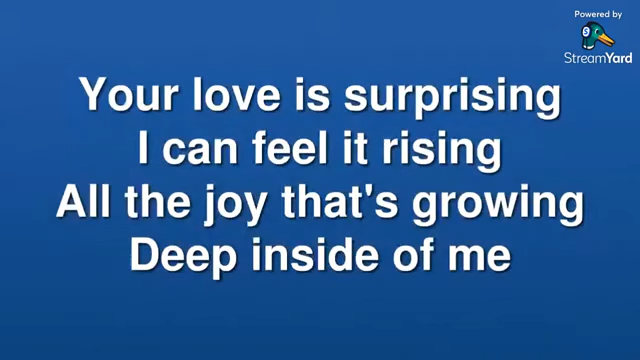 Powered by
StreamYard
Your love is surprising
I can feel it rising
All the joy that's growing
Deep inside of me